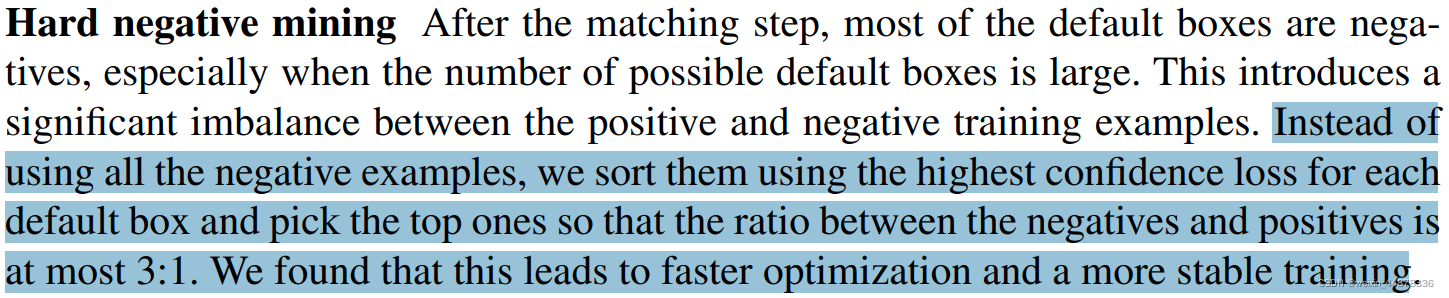 Hard negative mining After the matching step, most of the default boxes are nega-
tives, especially when the number of possible default boxes is large. This introduces a
significant imbalance between the positive and negative training examples. Instead of
using all the negative examples, we sort them using the highest confidence loss for each
default box and pick the top ones so that the ratio between the negatives and positives is
at most 3:1. We found that this leads to faster optimization and a more stable training.